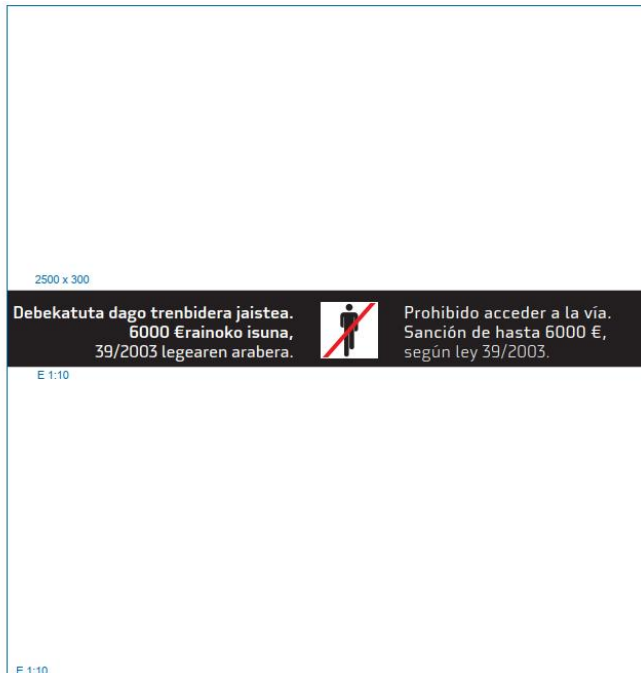 2500 x 300
Debekatuta dago trenbidera jaistea.
6000 €rainoko isuna,
39/2003 legearen arabera.
Prohibido acceder a la vía.
Sanción de hasta 6000 €,
según ley 39/2003.
E 1:10
E 1:10